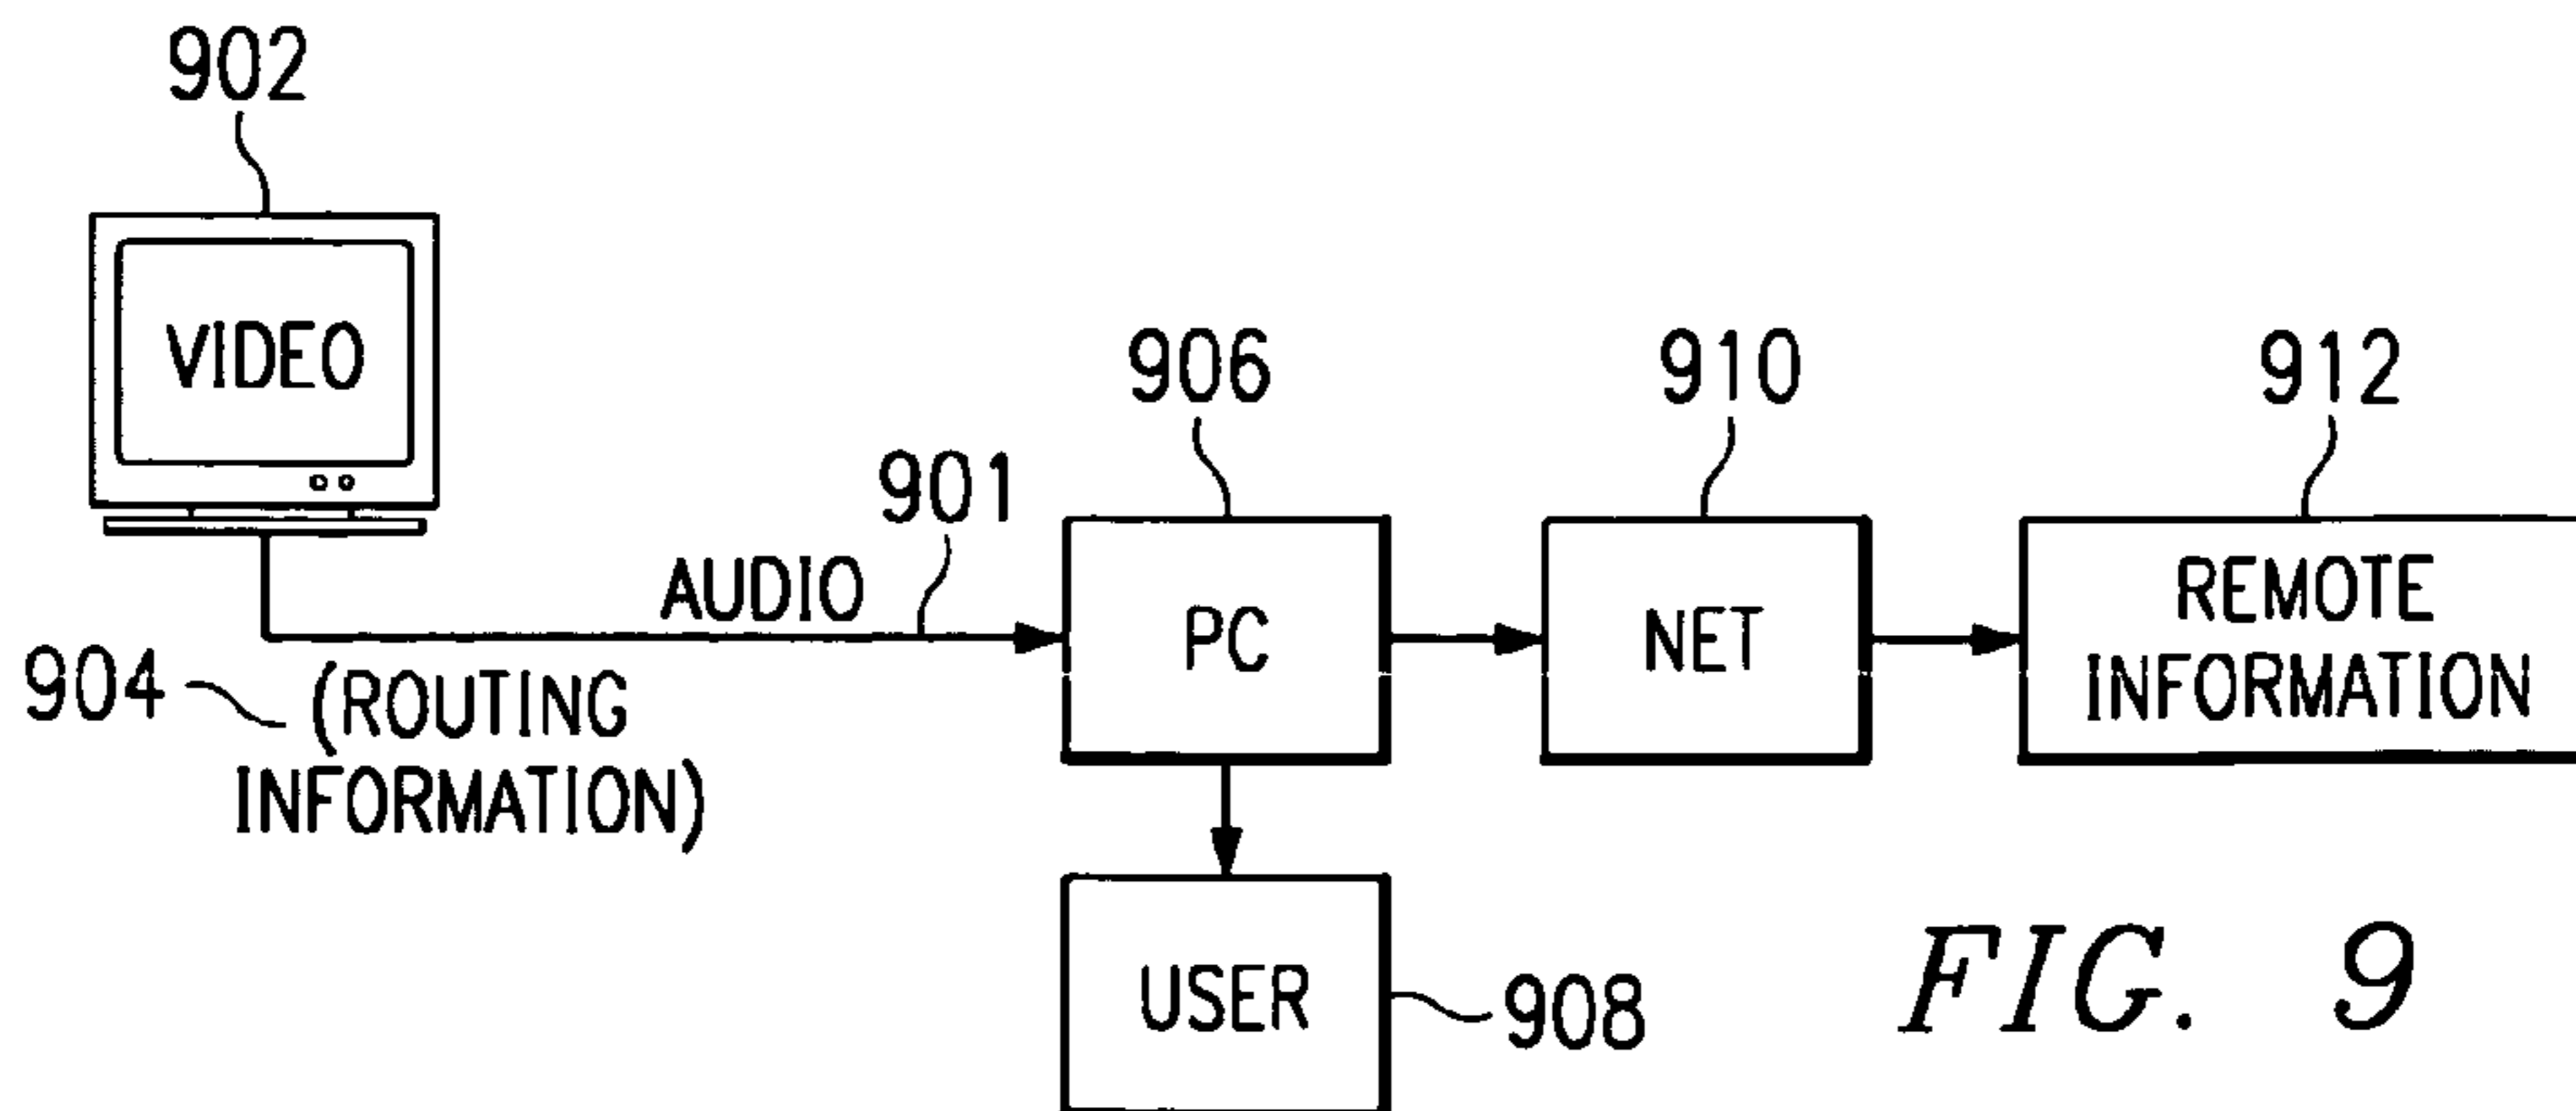 902
VIDEO
906
910
912
901
AUDIO
PC
NET
REMOTE
INFORMATION
904
(ROUTING
INFORMATION)
USER
908
FIG. 9